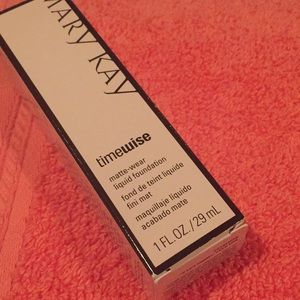 MARY KAY
timewise
matte-wear
liquid foundation
fond de teint liquide
fini mat
maquillaje líquido
acabado mate
1 FL. OZ. / 29 mL